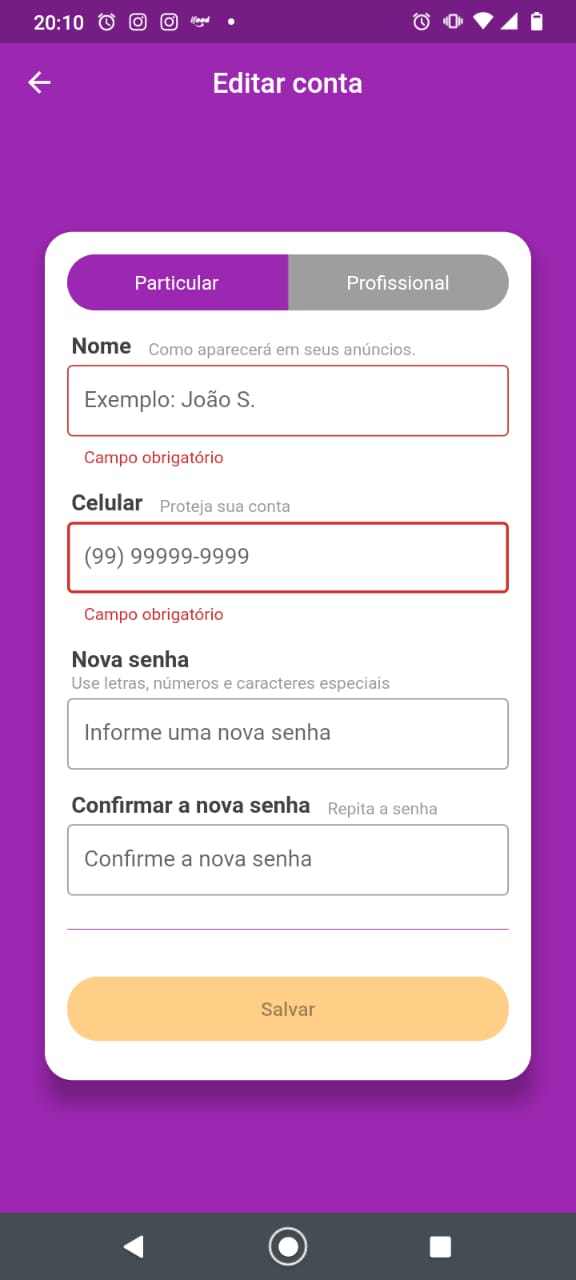 20:10
ifood
Editar conta
Particular Profissional
Nome Como aparecerá em seus anúncios.
Exemplo: João S.
Campo obrigatório
Celular Proteja sua conta
(99) 99999-9999
Campo obrigatório
Nova senha
Use letras, números e caracteres especiais
Informe uma nova senha
Confirmar a nova senha Repita a senha
Confirme a nova senha
Salvar